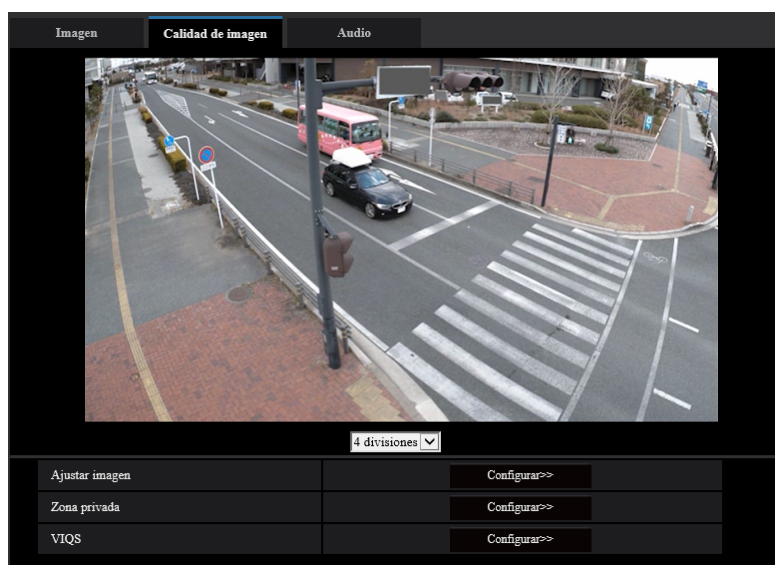 Imagen
Calidad de imagen
Audio
4 divisiones
Ajustar imagen
Configurar>>
Zona privada
Configurar>>
VIQS
Configurar>>